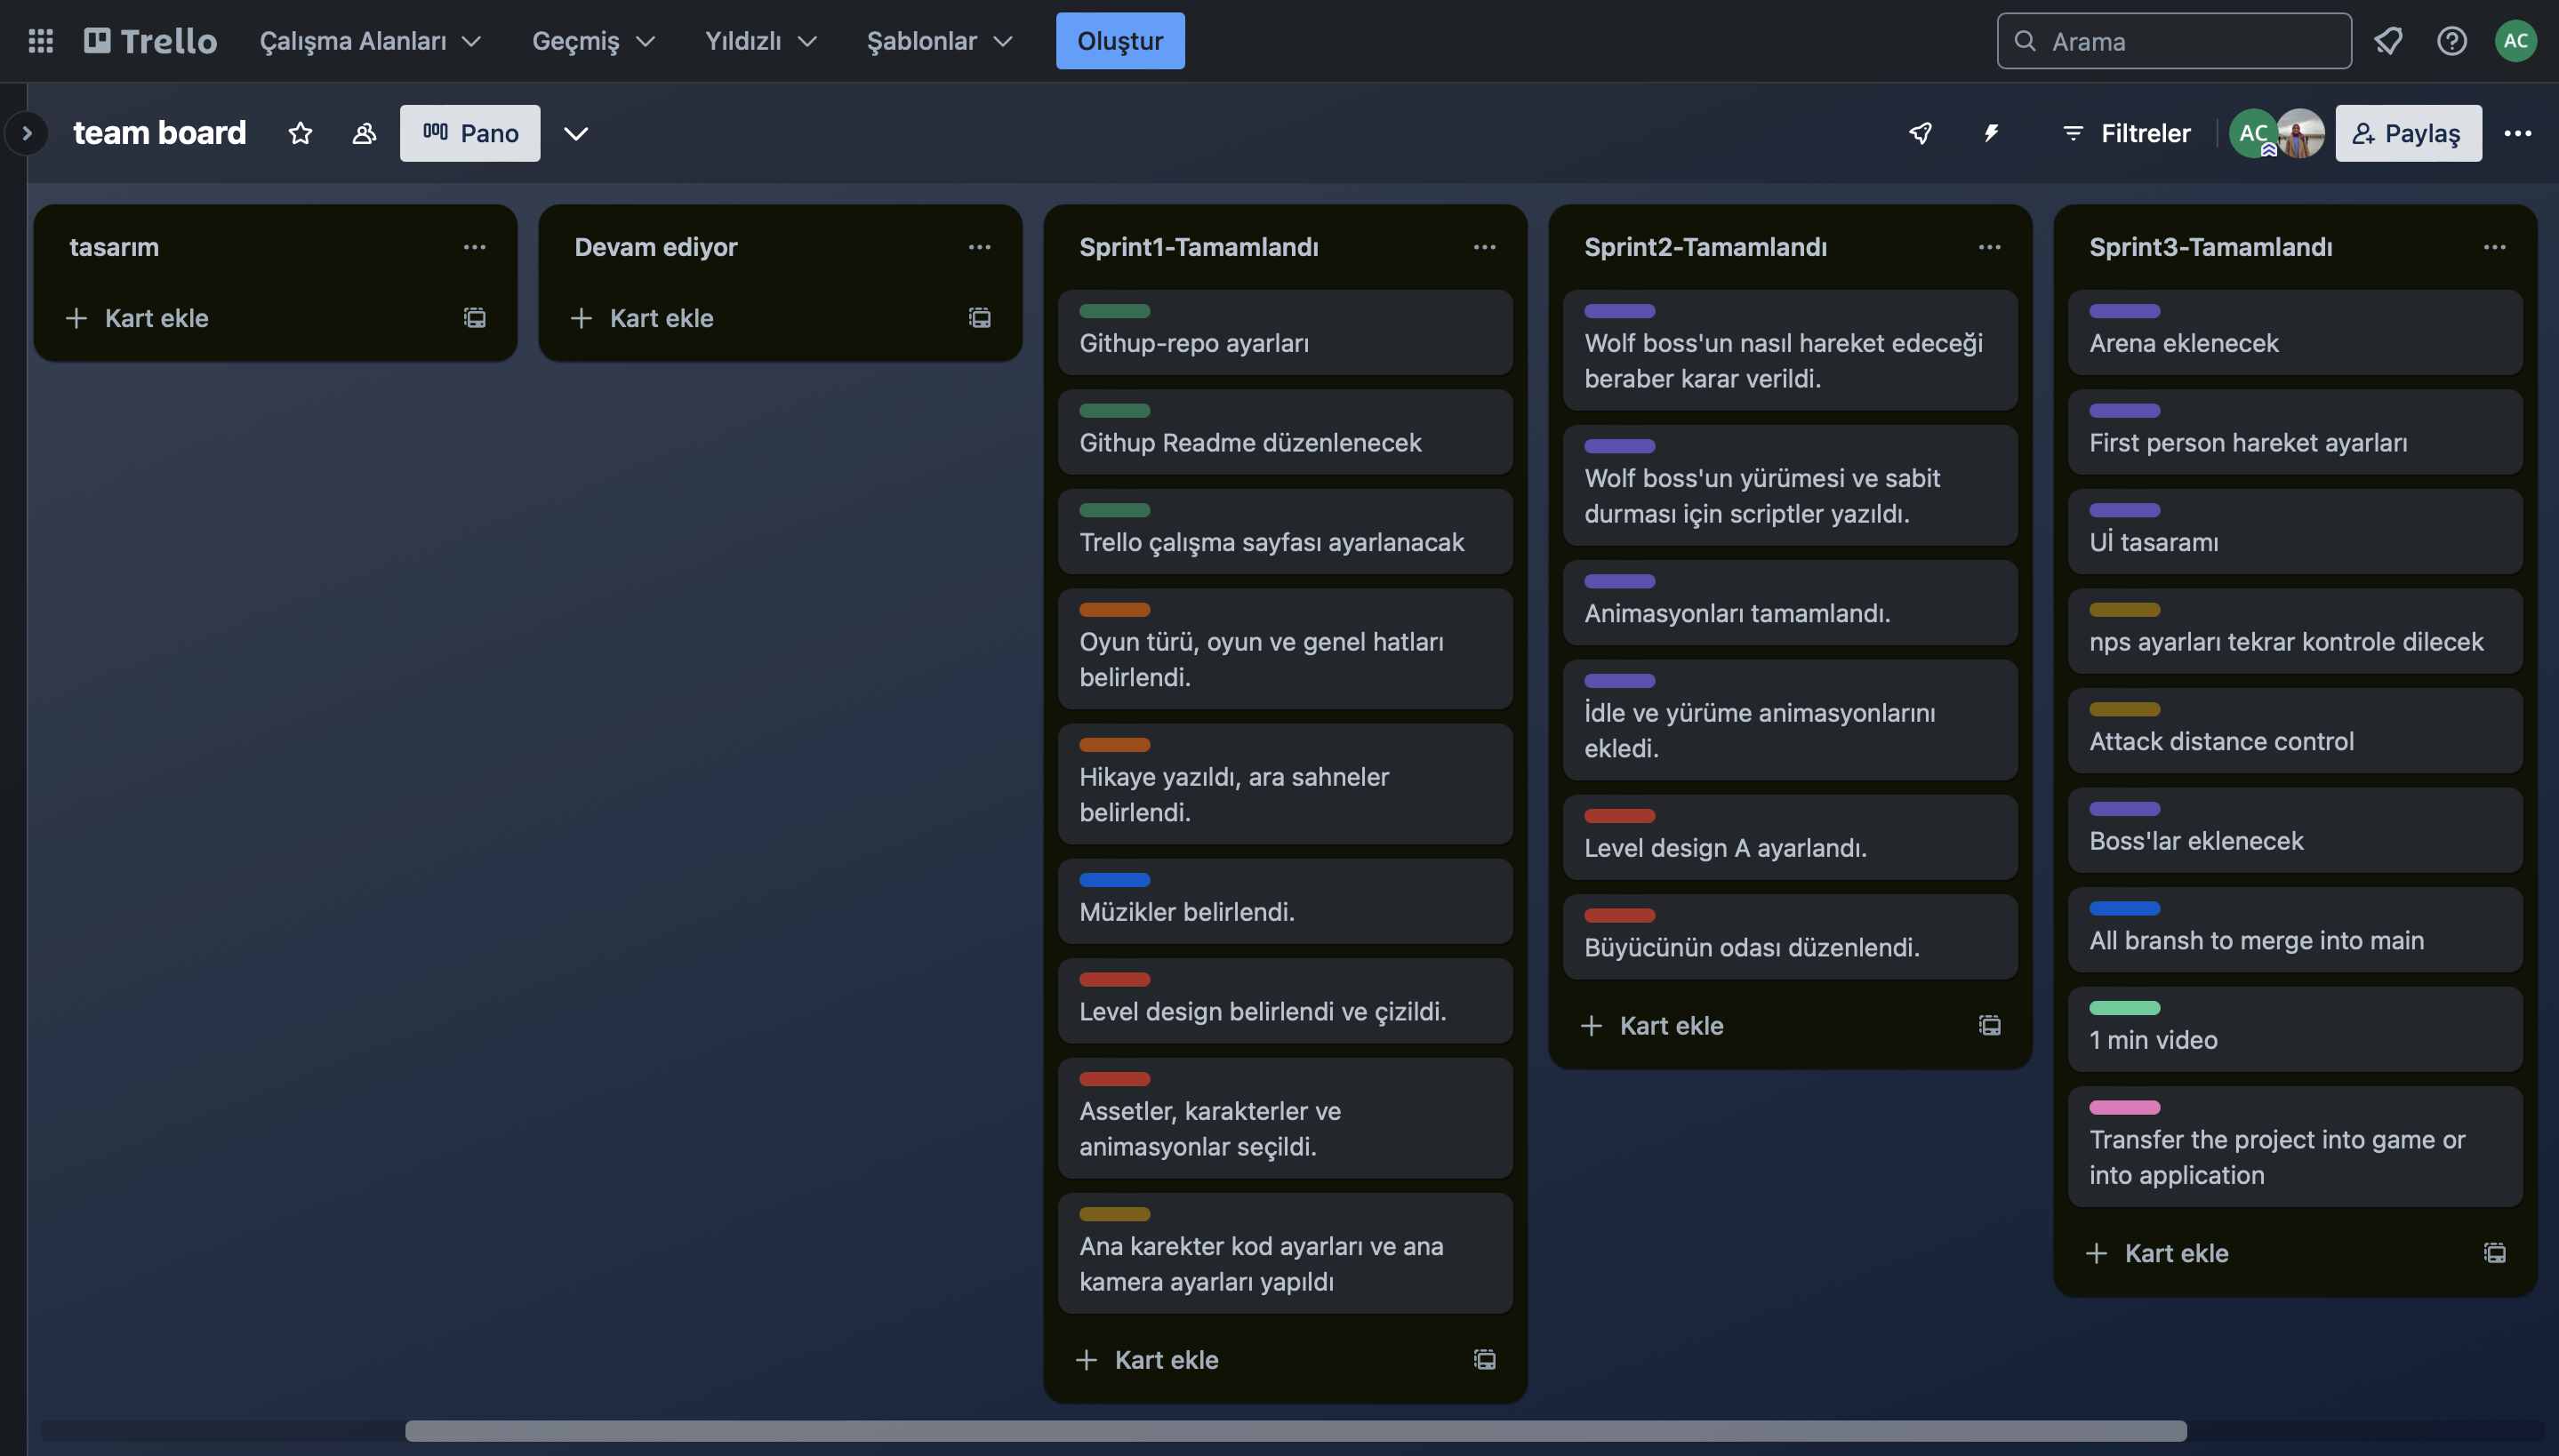 Trello
Çalışma Alanları
Geçmiş
Yıldızlı
Şablonlar
Oluştur
Arama
AC
team board
Pano
Filtreler
AC
Paylaş
tasarım
Kart ekle
Devam ediyor
Kart ekle
Sprint1-Tamamlandı
Githup-repo ayarları
Githup Readme düzenlenecek
Trello çalışma sayfası ayarlanacak
Oyun türü, oyun ve genel hatları
belirlendi.
Hikaye yazıldı, ara sahneler
belirlendi.
Müzikler belirlendi.
Level design belirlendi ve çizildi.
Assetler, karakterler ve
animasyonlar seçildi.
Ana karekter kod ayarları ve ana
kamera ayarları yapıldı
Kart ekle
Sprint2-Tamamlandı
Wolf boss'un nasıl hareket edeceği
beraber karar verildi.
Wolf boss'un yürümesi ve sabit
durması için scriptler yazıldı.
Animasyonları tamamlandı.
İdle ve yürüme animasyonlarını
ekledi.
Level design A ayarlandı.
Büyücünün odası düzenlendi.
Kart ekle
Sprint3-Tamamlandı
Arena eklenecek
First person hareket ayarları
Uİ tasaramı
nps ayarları tekrar kontrole dilecek
Attack distance control
Boss'lar eklenecek
All bransh to merge into main
1 min video
Transfer the project into game or
into application
Kart ekle